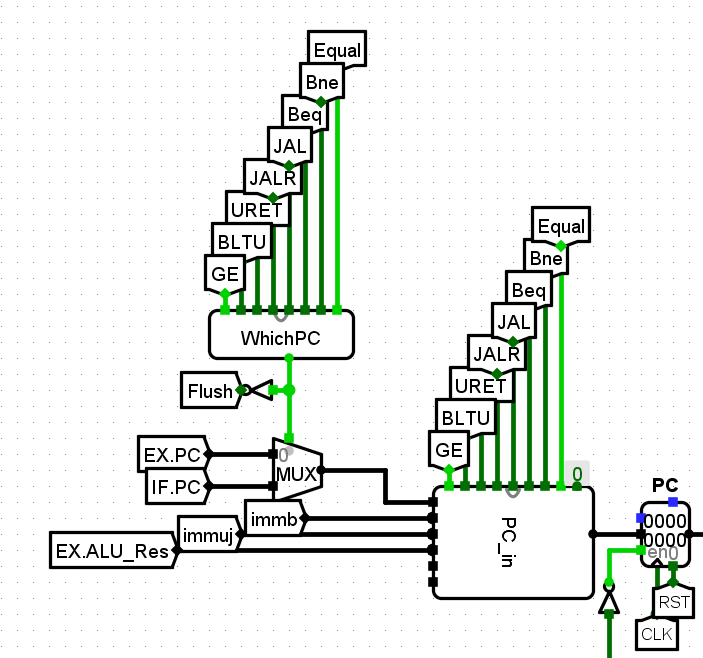 Equal
Bne
Beq
JAL
JALR
URET
BLTU
GE
WhichPC
Equal
Bne
Beq
JAL
JALR
URET
BLTU
GE
0
Flush
EX.PC
IF.PC
0
MUX
immb
immuj
EX.ALU_Res
PC_in
PC
0000
0000
en0
RST
CLK